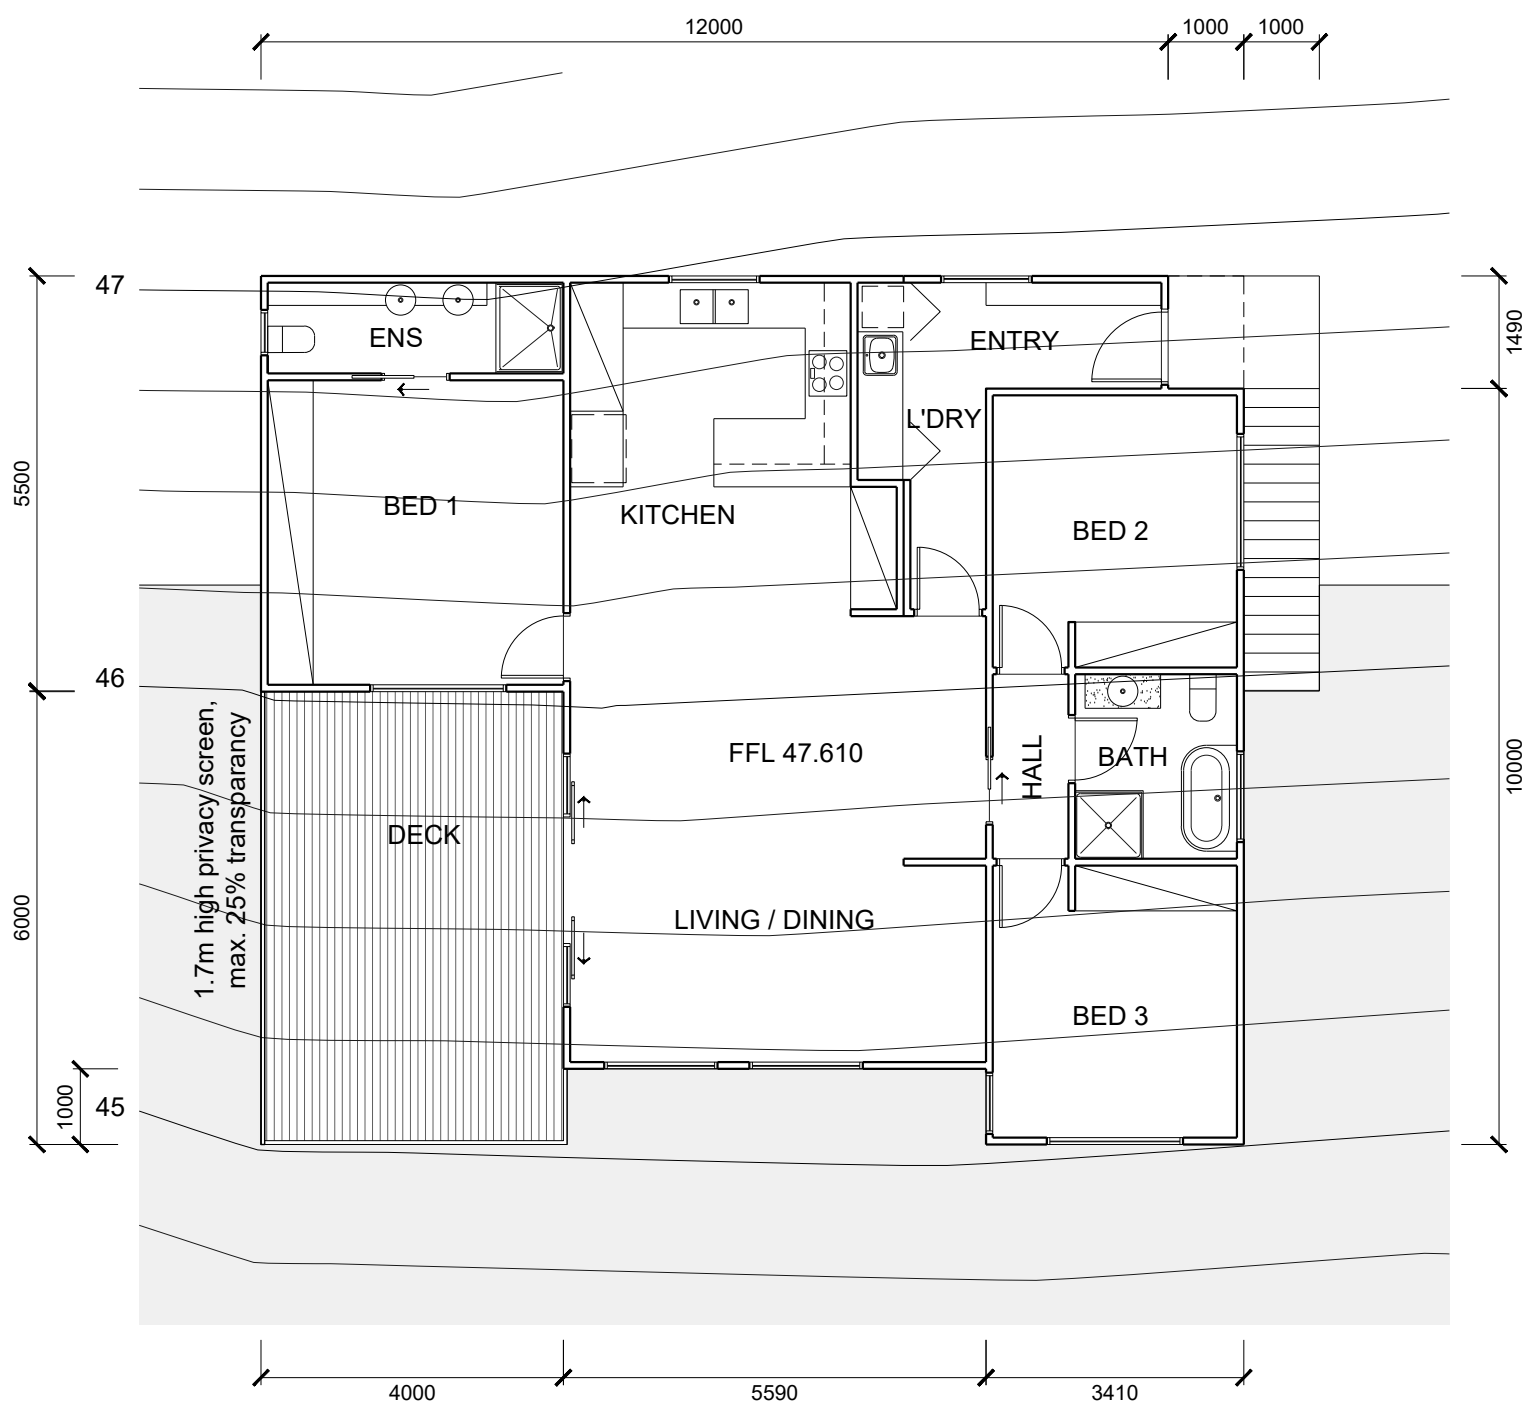 12000
1000
1000
47
ENS
ENTRY
1490
L'DRY
5500
BED 1
KITCHEN
BED 2
46
1.7m high privacy screen,
max. 25% transparancy
FFL 47.610
HALL
BATH
10000
DECK
6000
LIVING / DINING
BED 3
1000
45
4000
5590
3410